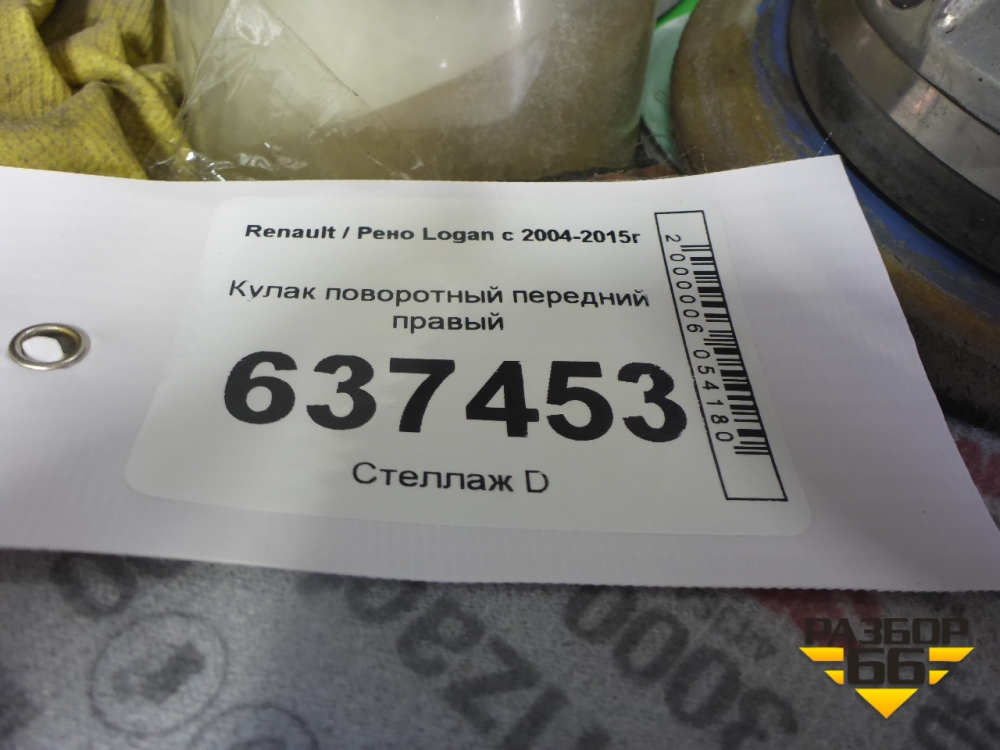 Renault / Рено Logan с 2004-2015г
Кулак поворотный передний
правый
637453
Стеллаж D
2000006054180
РАЗБОР
66